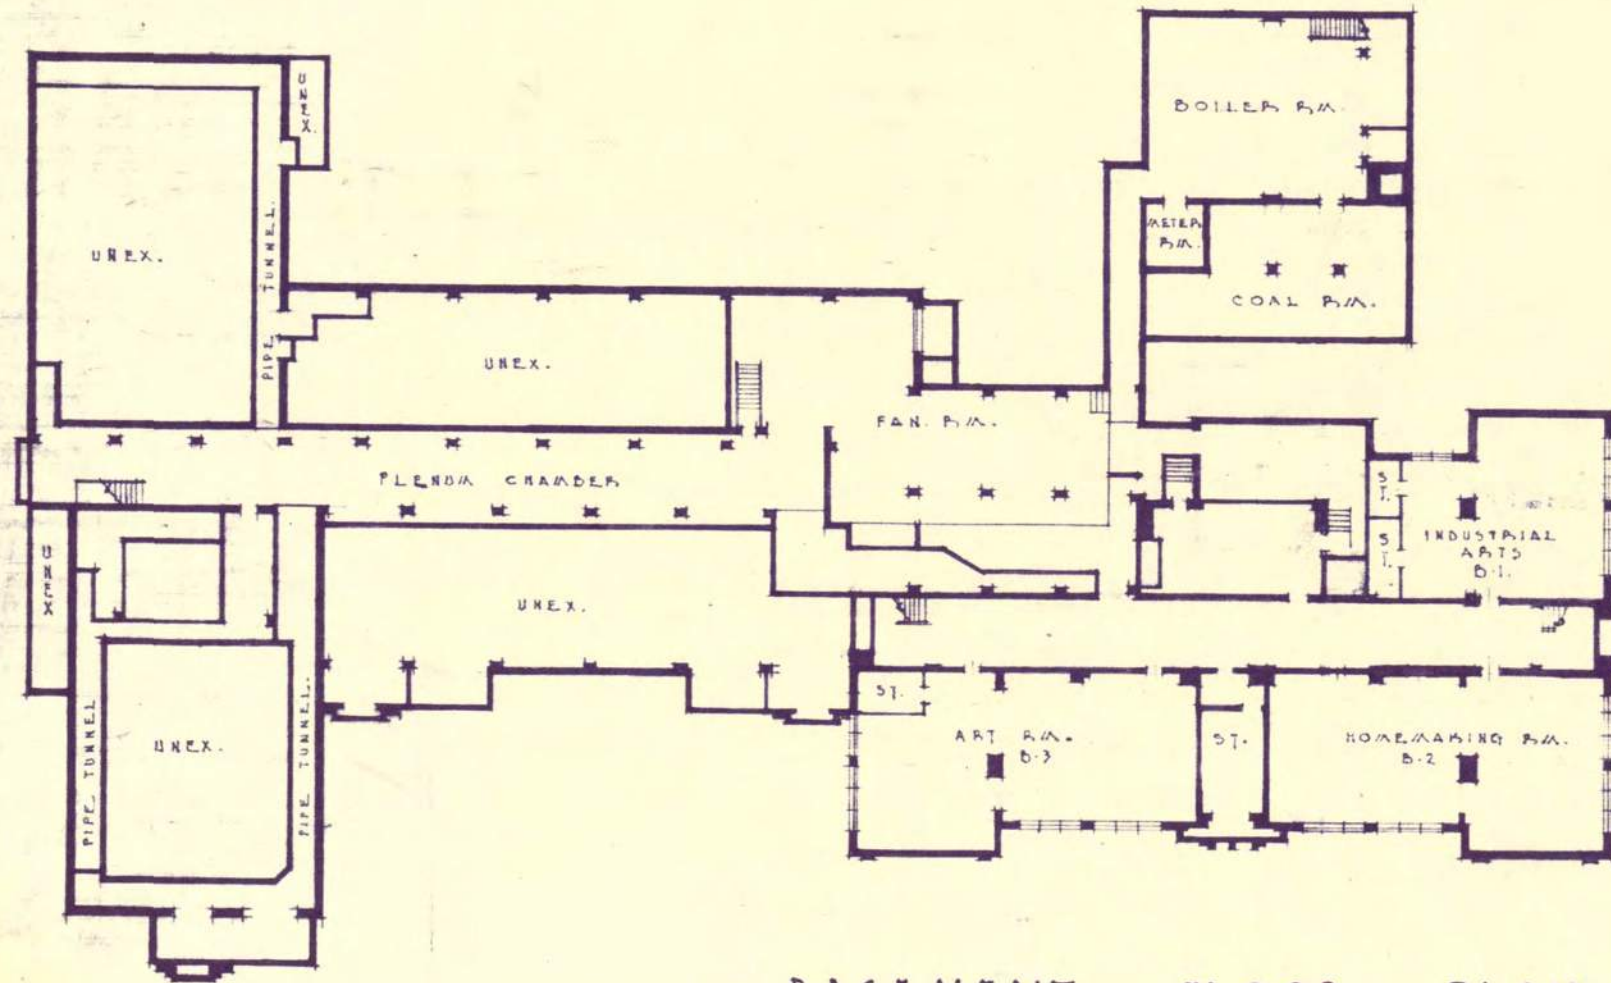 UNEX.
BOILER RM.
UNEX.
PIPE TUNNEL.
METER
RM.
COAL RM.
UNEX.
FAN. RM.
PLENUM CHAMBER
ST.
ST.
INDUSTRIAL
ARTS
B-1.
UNEX
UNEX.
ST.
PIPE TUNNEL
UNEX.
PIPE TUNNEL.
ART RM.
B-3
ST.
HOMEMAKING RM.
B-2